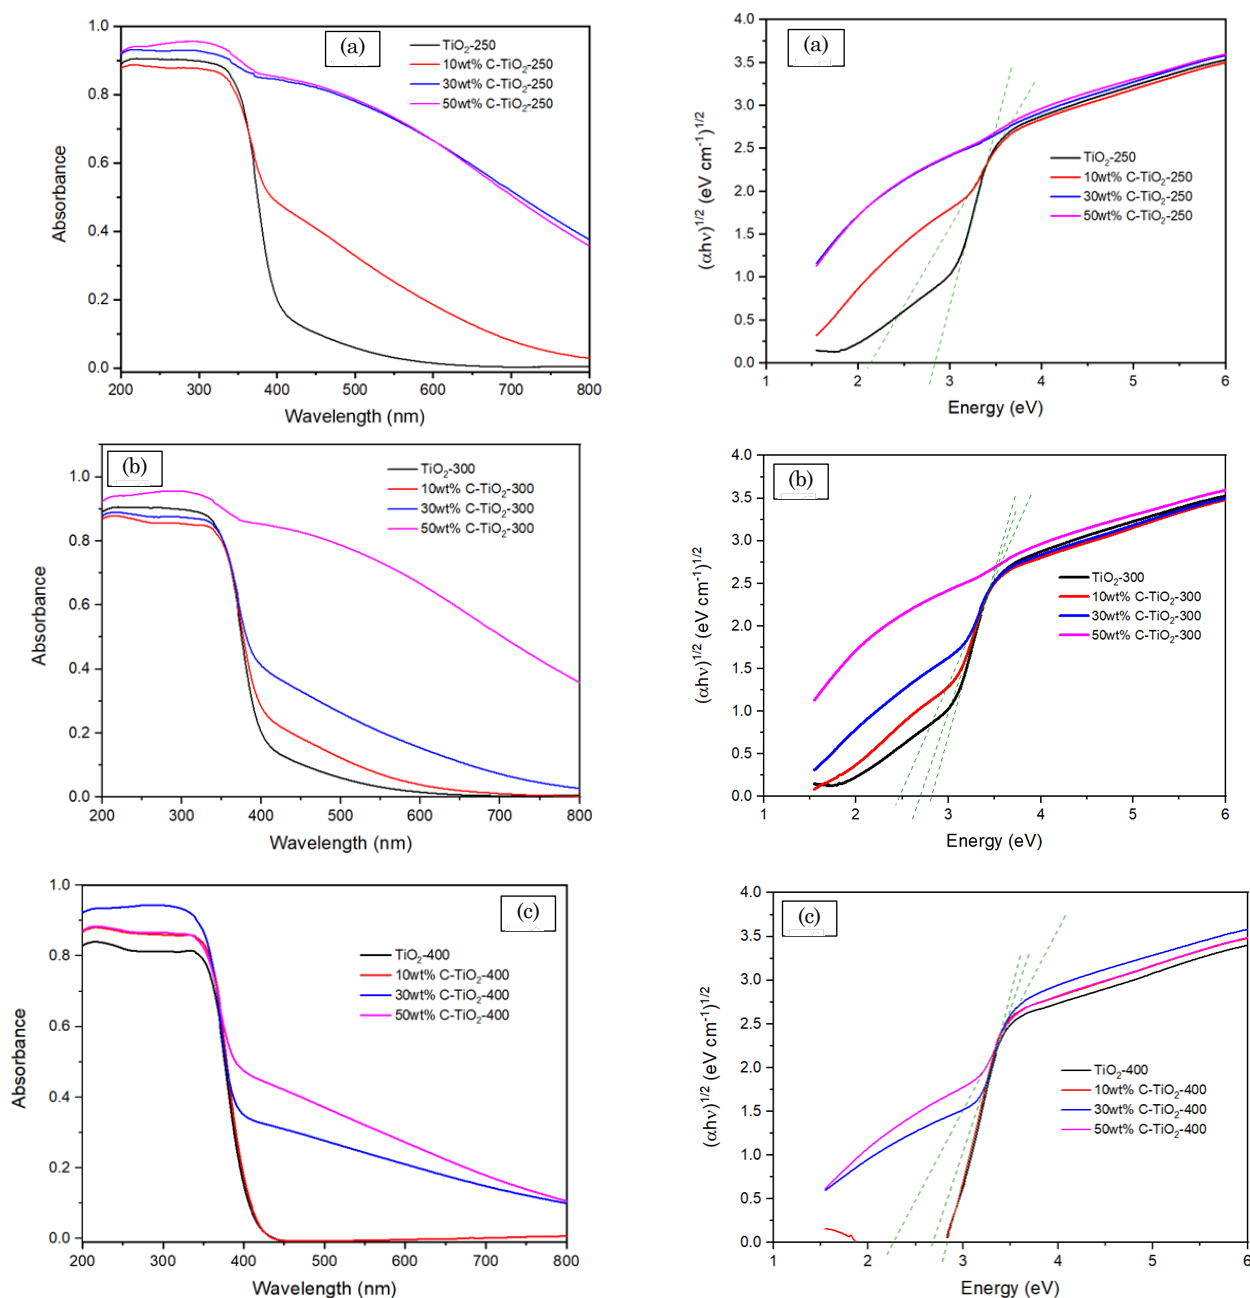 (a)
TiO2-250
10wt% C-TiO2-250
30wt% C-TiO2-250
50wt% C-TiO2-250
Absorbance
1.0
0.8
0.6
0.4
0.2
0.0
200 300 400 500 600 700 800
Wavelength (nm)
(a)
TiO2-250
10wt% C-TiO2-250
30wt% C-TiO2-250
50wt% C-TiO2-250
(αhν)1/2 (eV cm-1)1/2
4.0
3.5
3.0
2.5
2.0
1.5
1.0
0.5
0.0
1 2 3 4 5 6
Energy (eV)
(b)
TiO2-300
10wt% C-TiO2-300
30wt% C-TiO2-300
50wt% C-TiO2-300
Absorbance
1.0
0.8
0.6
0.4
0.2
0.0
200 300 400 500 600 700 800
Wavelength (nm)
(b)
TiO2-300
10wt% C-TiO2-300
30wt% C-TiO2-300
50wt% C-TiO2-300
(αhν)1/2 (eV cm-1)1/2
4.0
3.5
3.0
2.5
2.0
1.5
1.0
0.5
0.0
1 2 3 4 5 6
Energy (eV)
(c)
TiO2-400
10wt% C-TiO2-400
30wt% C-TiO2-400
50wt% C-TiO2-400
Absorbance
1.0
0.8
0.6
0.4
0.2
0.0
200 300 400 500 600 700 800
Wavelength (nm)
(c)
TiO2-400
10wt% C-TiO2-400
30wt% C-TiO2-400
50wt% C-TiO2-400
(αhν)1/2 (eV cm-1)1/2
4.0
3.5
3.0
2.5
2.0
1.5
1.0
0.5
0.0
1 2 3 4 5 6
Energy (eV)